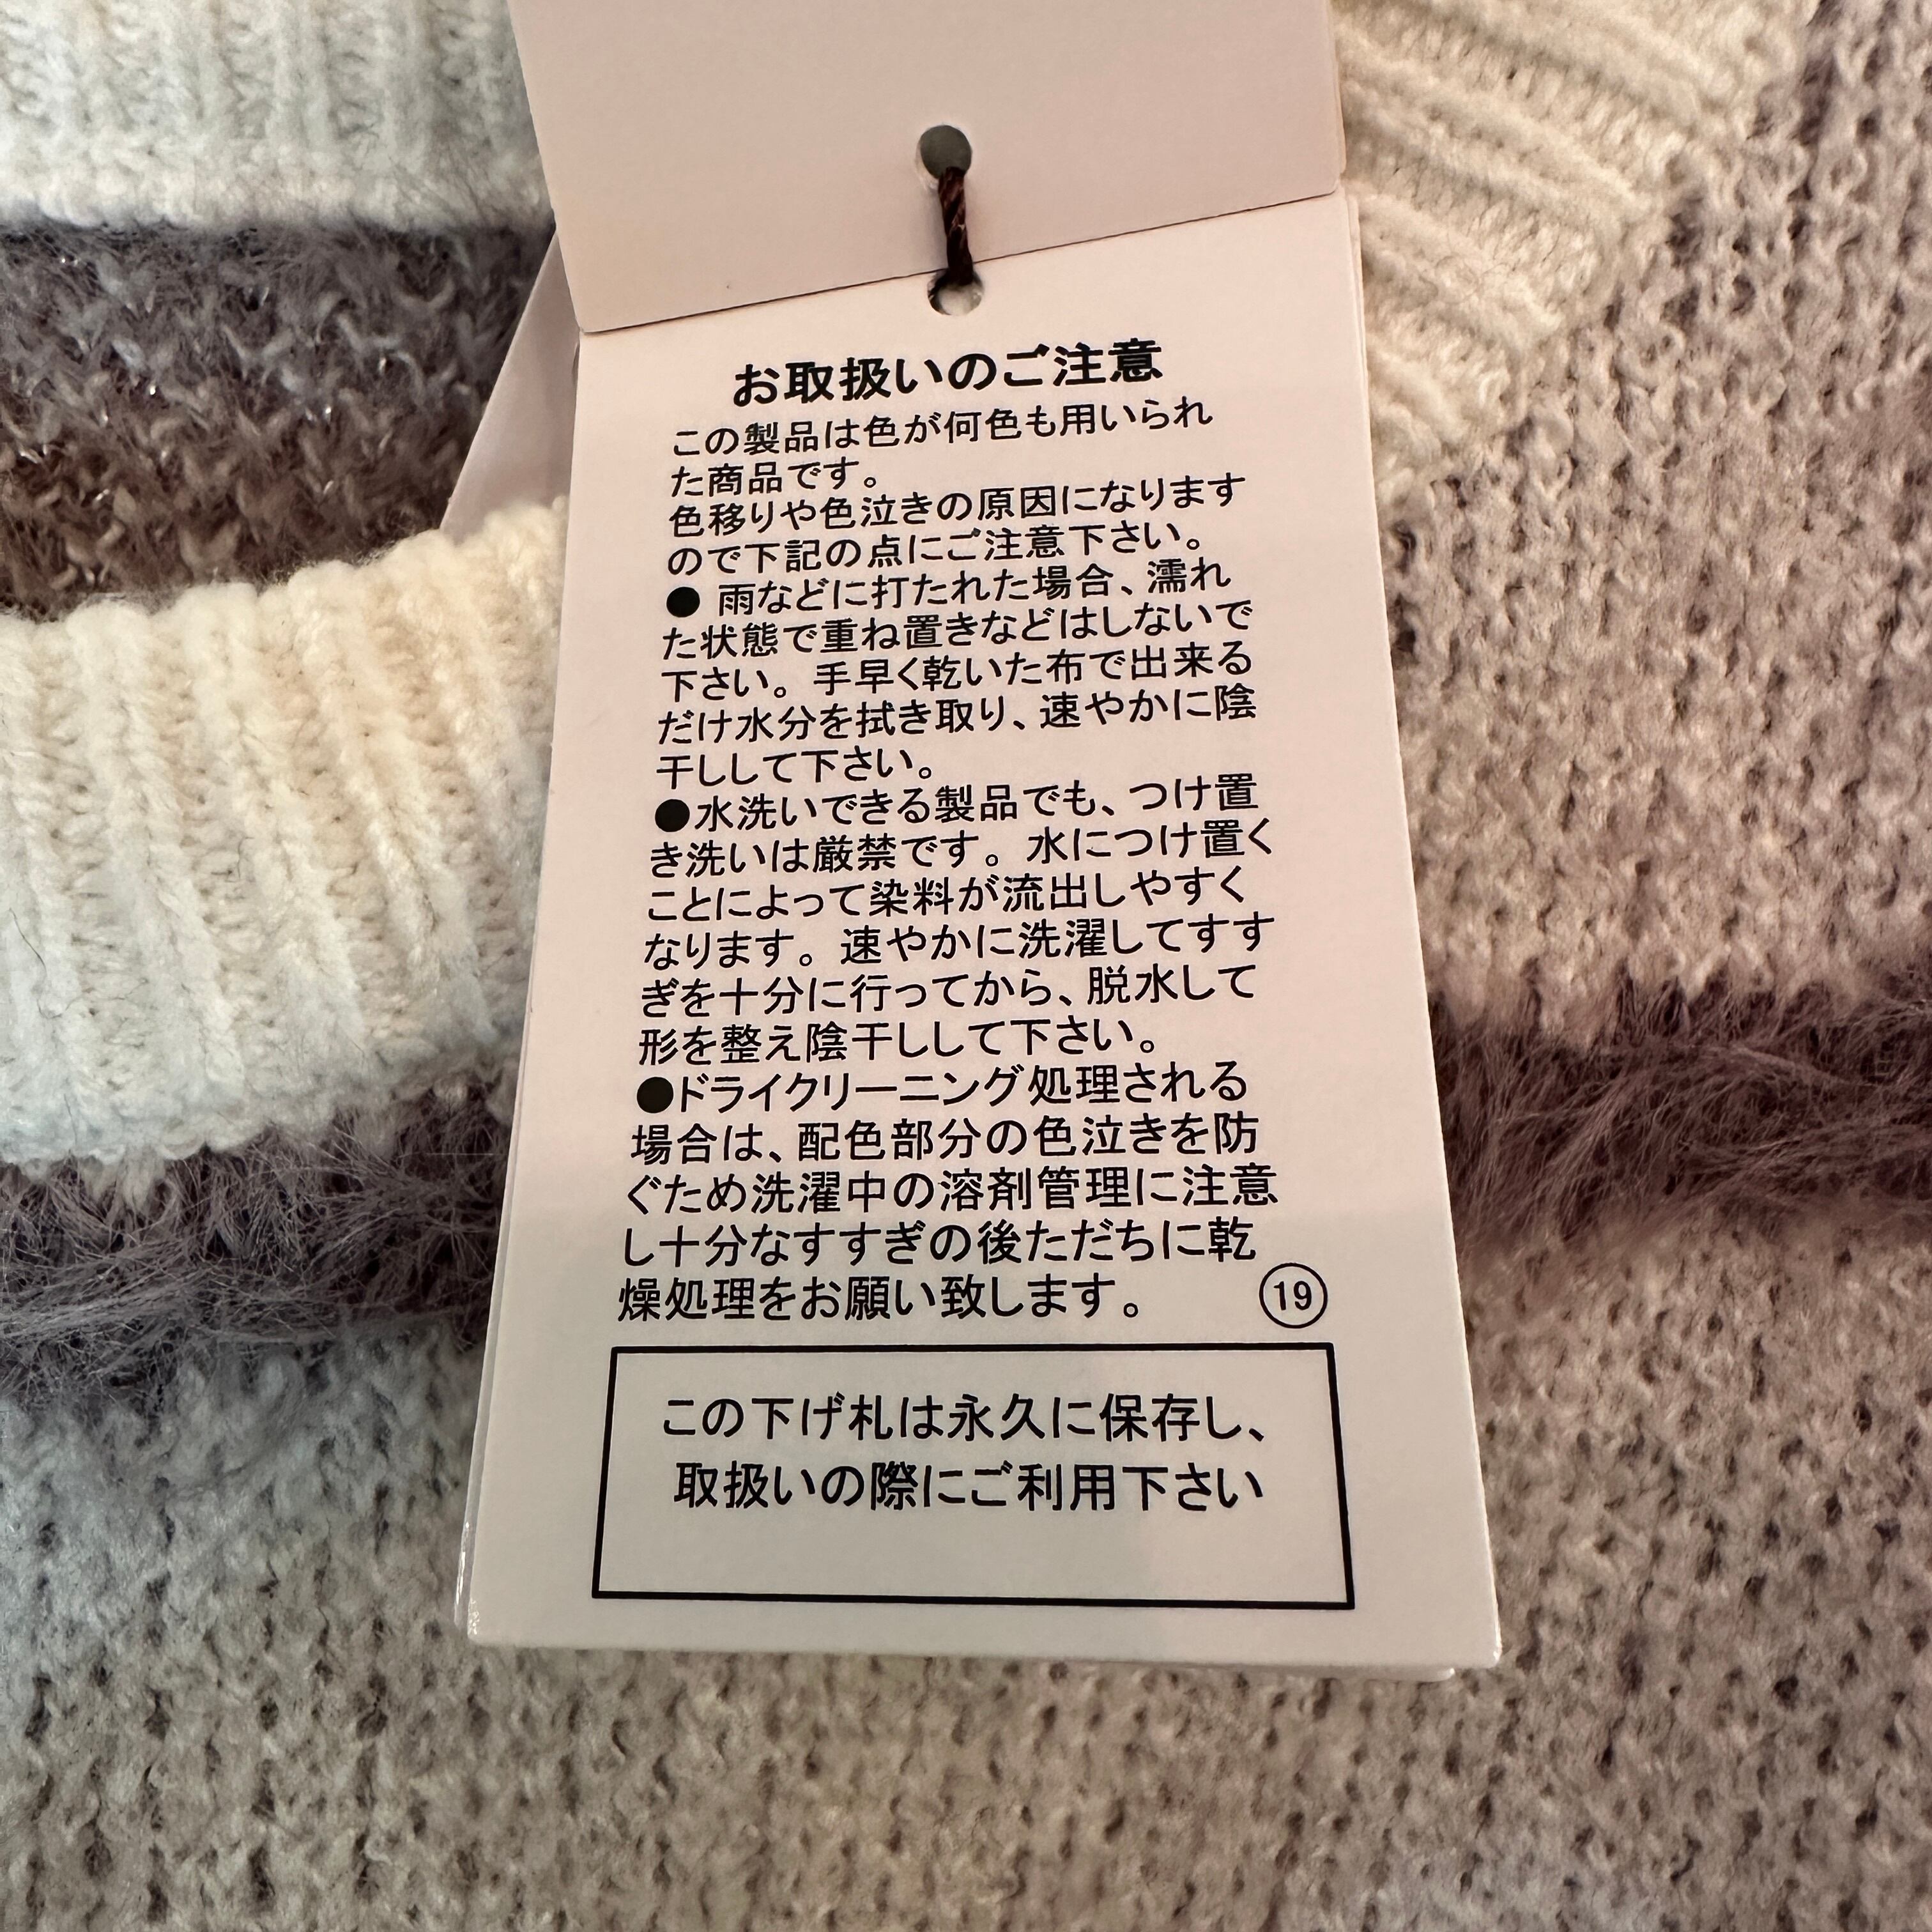 お取扱いのご注意
この製品は色が何色も用いられ
た商品です。
色移りや色泣きの原因になります
ので下記の点にご注意下さい。
● 雨などに打たれた場合、濡れ
た状態で重ね置きなどはしないで
下さい。手早く乾いた布で出来る
だけ水分を拭き取り、速やかに陰
干しして下さい。
●水洗いできる製品でも、つけ置
き洗いは厳禁です。水につけ置く
ことによって染料が流出しやすく
なります。速やかに洗濯してすす
ぎを十分に行ってから、脱水して
形を整え陰干しして下さい。
●ドライクリーニング処理される
場合は、配色部分の色泣きを防
ぐため洗濯中の溶剤管理に注意
し十分なすすぎの後ただちに乾
燥処理をお願い致します。 ⑲
この下げ札は永久に保存し、
取扱いの際にご利用下さい